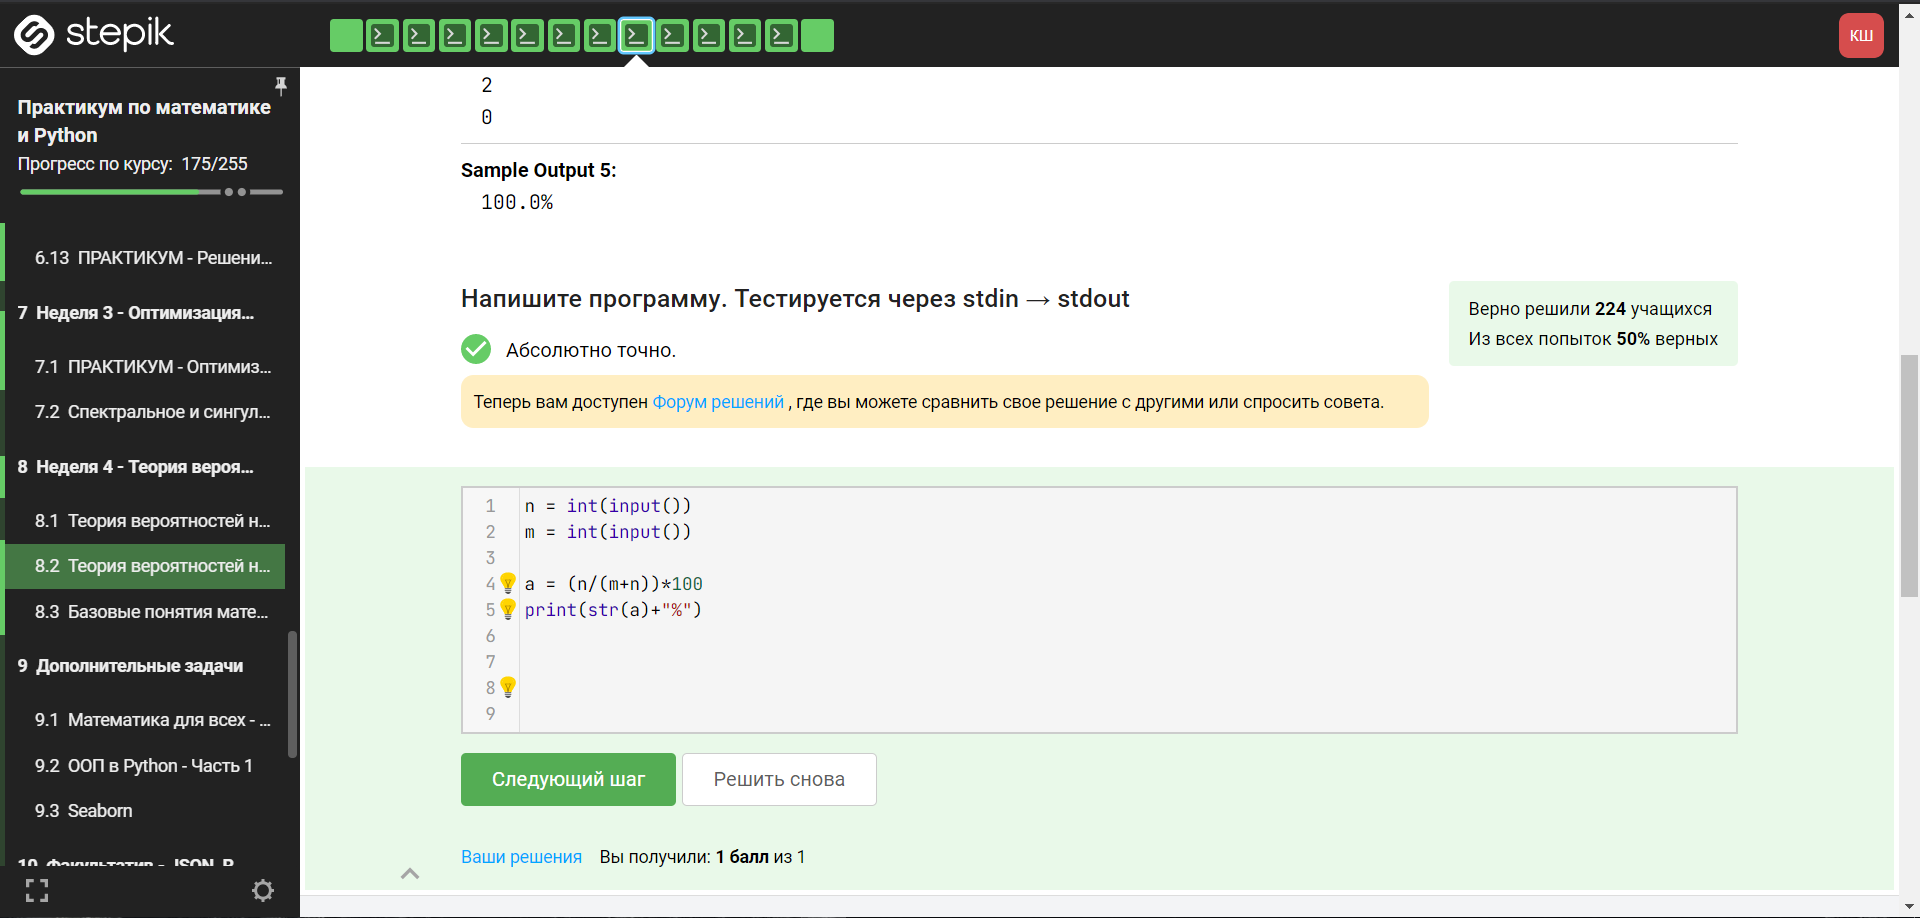 stepik
КШ
Практикум по математике
и Python
Прогресс по курсу: 175/255
6.13 ПРАКТИКУМ - Решени...
7 Неделя 3 - Оптимизация...
7.1 ПРАКТИКУМ - Оптимиз...
7.2 Спектральное и сингул...
8 Неделя 4 - Теория вероя...
8.1 Теория вероятностей н...
8.2 Теория вероятностей н...
8.3 Базовые понятия мате...
9 Дополнительные задачи
9.1 Математика для всех - ...
9.2 ООП в Python - Часть 1
9.3 Seaborn
10 Факультатив - JSON, R
2
0
Sample Output 5:
100.0%
Напишите программу. Тестируется через stdin → stdout
Верно решили 224 учащихся
Из всех попыток 50% верных
Абсолютно точно.
Теперь вам доступен Форум решений , где вы можете сравнить свое решение с другими или спросить совета.
1 n = int(input())
2 m = int(input())
3
4 a = (n/(m+n))*100
5 print(str(a)+"%")
6
7
8
9
Следующий шаг
Решить снова
Ваши решения Вы получили: 1 балл из 1